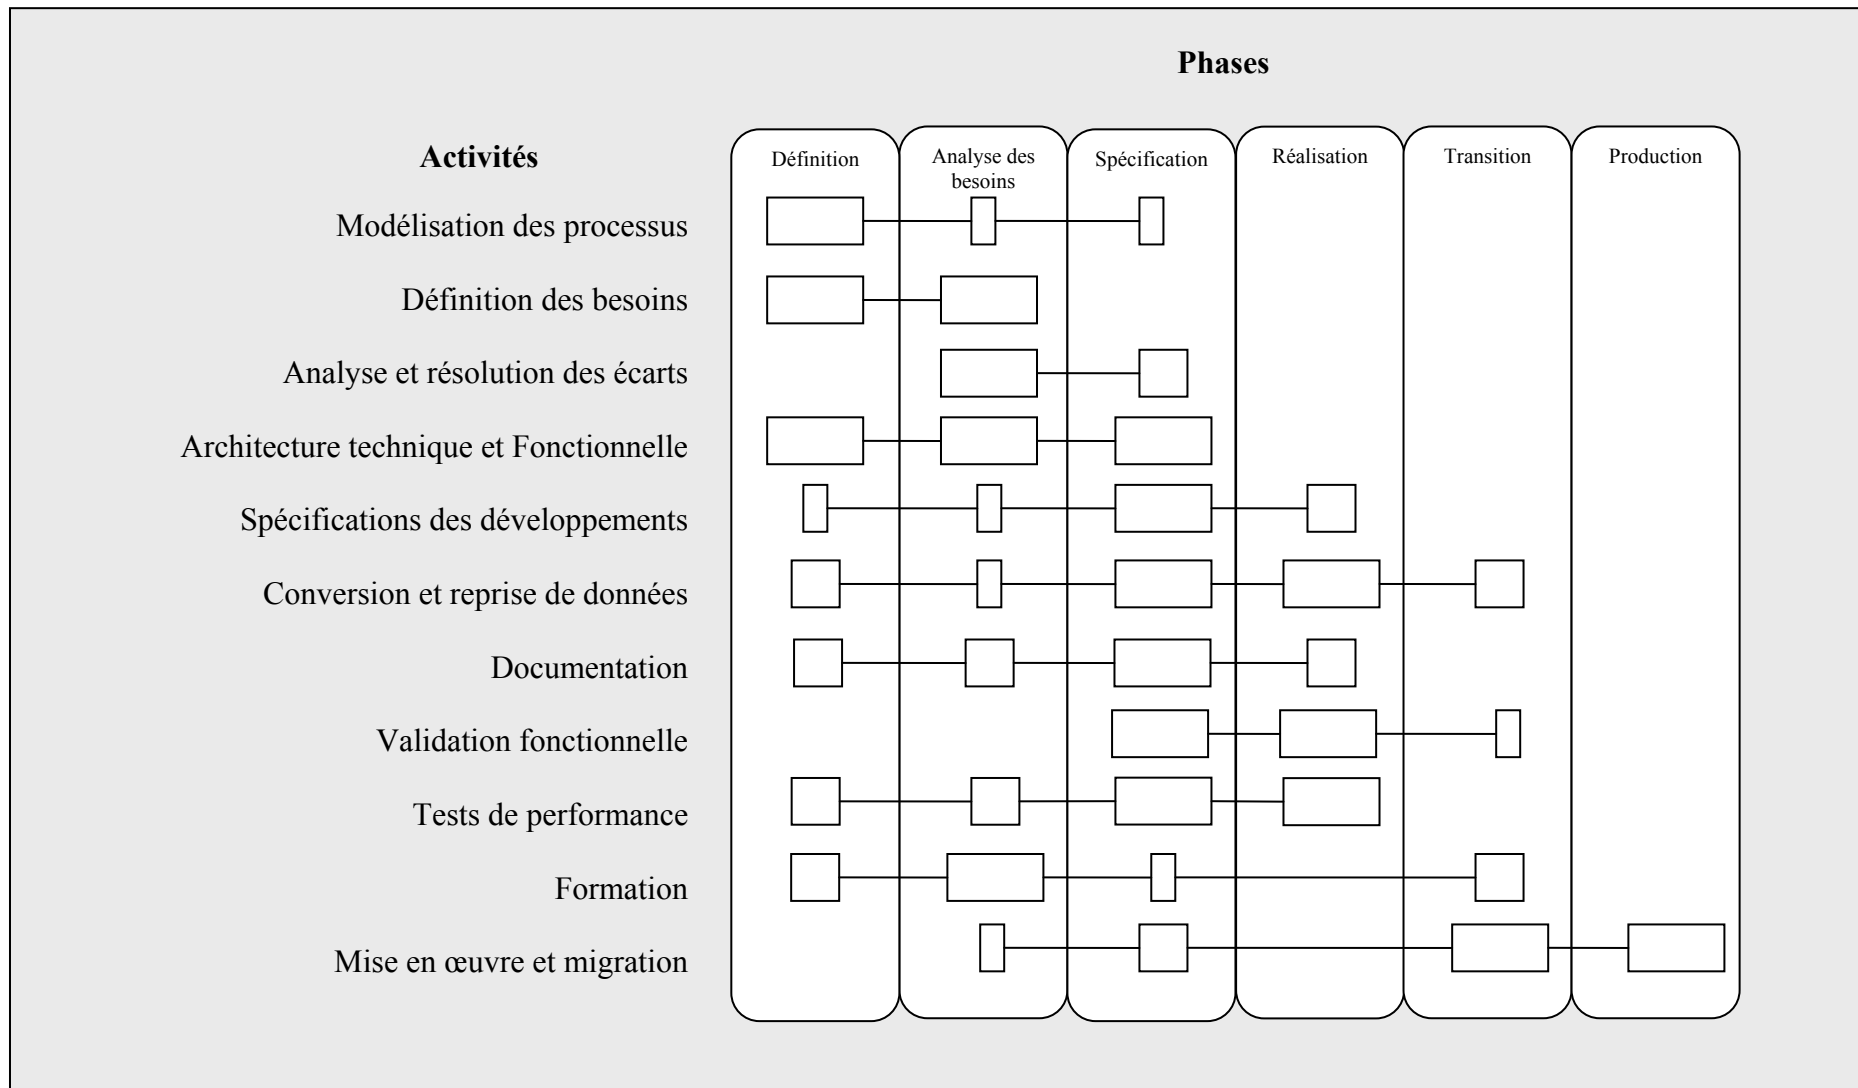 Phases
Activités
Définition
Analyse des
besoins
Spécification
Réalisation
Transition
Production
Modélisation des processus
Définition des besoins
Analyse et résolution des écarts
Architecture technique et Fonctionnelle
Spécifications des développements
Conversion et reprise de données
Documentation
Validation fonctionnelle
Tests de performance
Formation
Mise en œuvre et migration